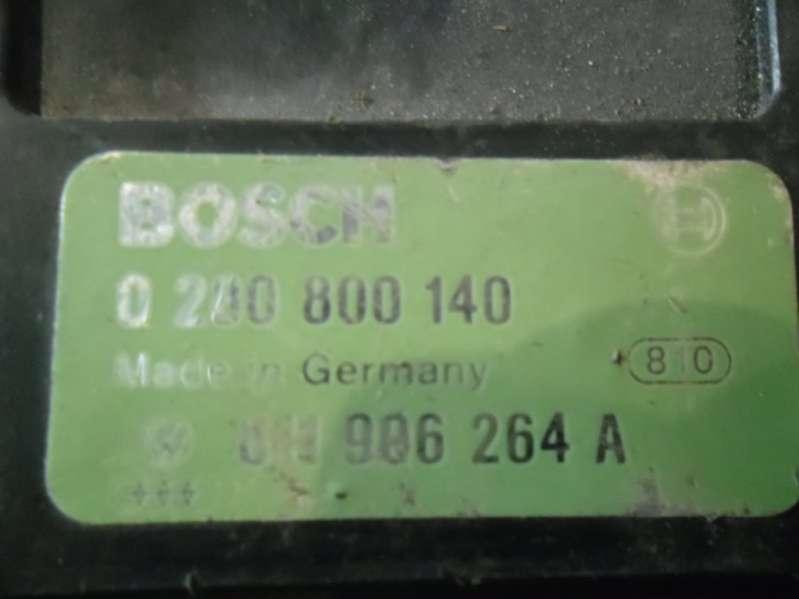 BOSCH
0 280 800 140
Made in Germany 810
906 264 A
+++